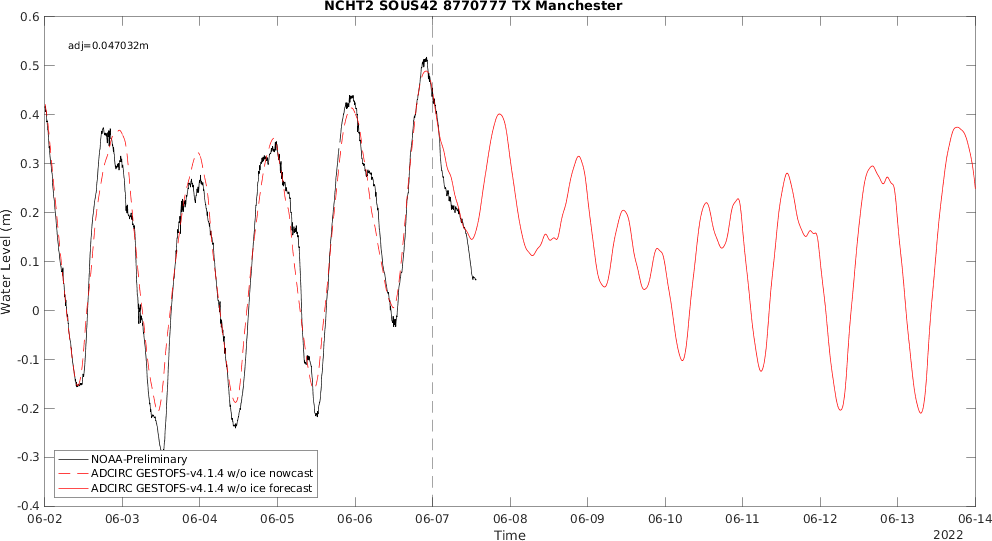 NCHT2 SOUS42 8770777 TX Manchester
adj=0.047032m
Water Level (m)
0.6
0.5
0.4
0.3
0.2
0.1
0
-0.1
-0.2
-0.3
-0.4
NOAA-Preliminary
ADCIRC GESTOFS-v4.1.4 w/o ice nowcast
ADCIRC GESTOFS-v4.1.4 w/o ice forecast
06-02 06-03 06-04 06-05 06-06 06-07 06-08 06-09 06-10 06-11 06-12 06-13 06-14
Time
2022